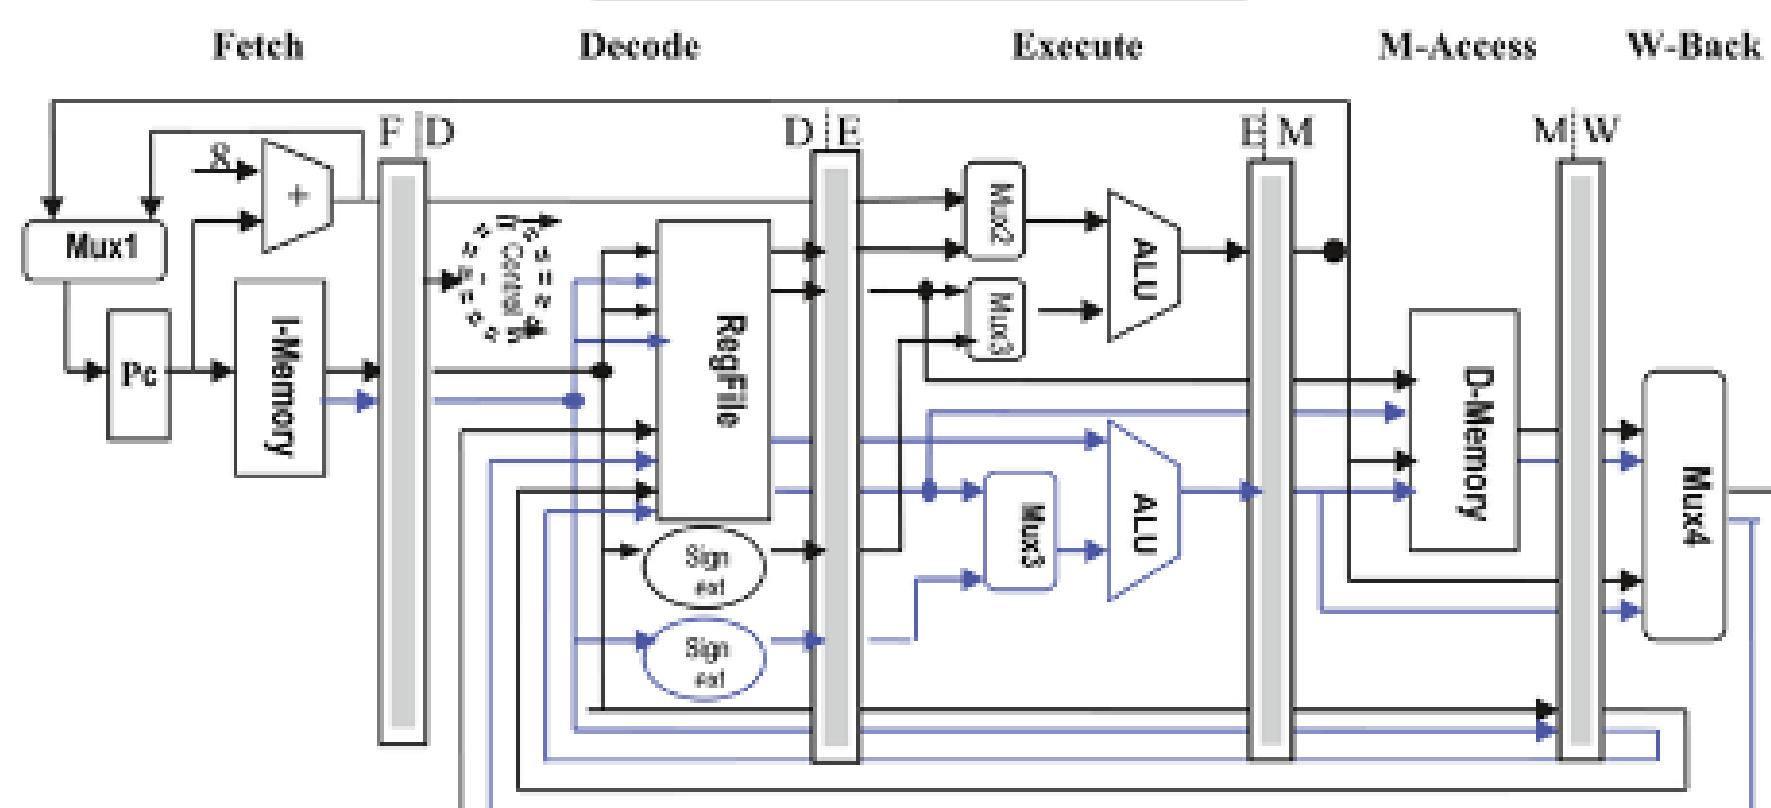 Fetch Decode Execute M-Access W-Back
F D D E E M M W
8
+
Mux1
Pc
I-Memory
Control
RegFile
Sign
ext
Sign
ext
Mux2
Mux3
ALU
Mux3
ALU
D-Memory
Mux4